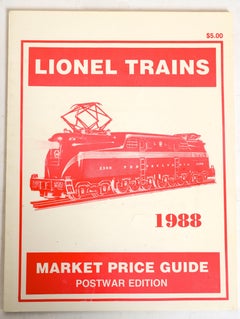 $5.00
LIONEL TRAINS
1988
MARKET PRICE GUIDE
POSTWAR EDITION